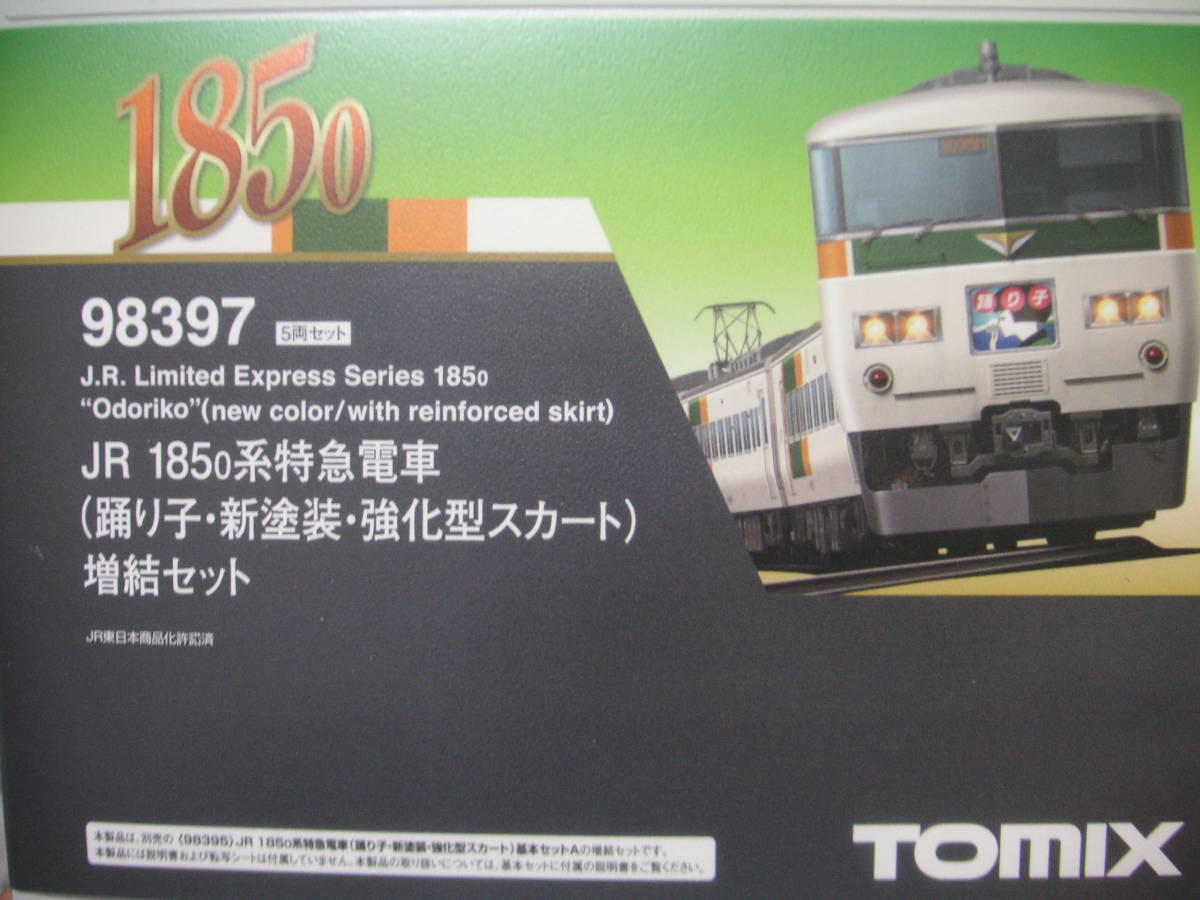 1850
98397 5両セット
J.R. Limited Express Series 1850
“Odoriko”(new color/with reinforced skirt)
JR 1850系特急電車
(踊り子・新塗装・強化型スカート)
増結セット
JR東日本商品化許諾済
踊り子
本製品は、別売の〈98395〉JR 1850系特急電車(踊り子・新塗装・強化型スカート)基本セットAの増結セットです。
本製品には説明書および転写シートは付属していません。本製品の取り扱いについては、基本セットに付属の説明書をご覧ください。
TOMIX